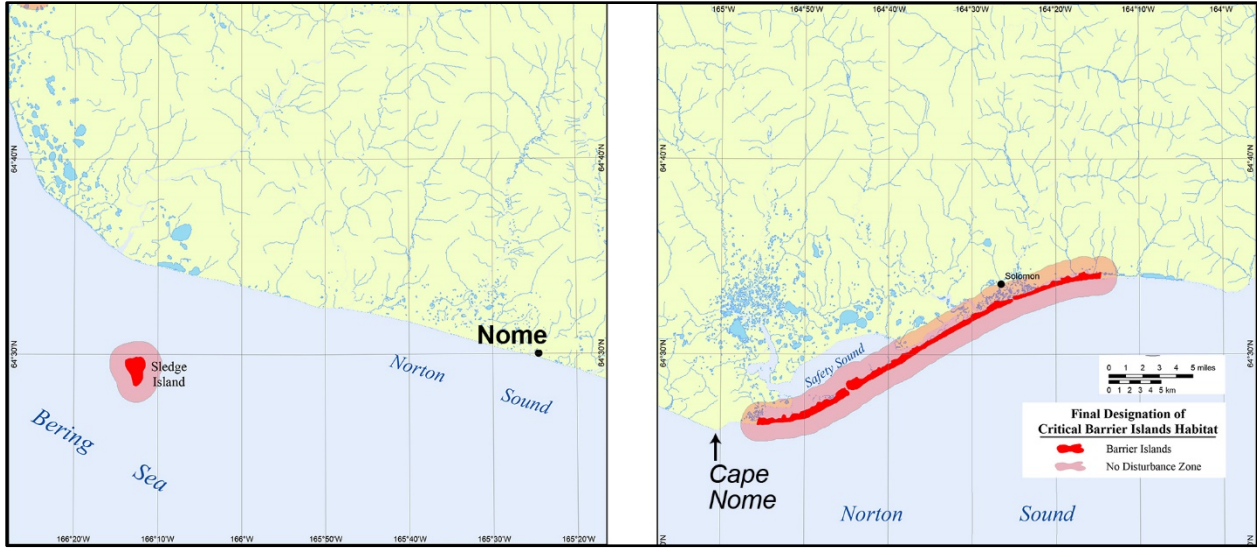 64°40'N
64°30'N
Nome
Sledge
Island
Norton
Sound
Bering
Sea
166°20'W
166°10'W
166°W
165°50'W
165°40'W
165°30'W
165°20'W
165°W
164°50'W
164°40'W
164°30'W
164°20'W
164°10'W
164°W
64°40'N
64°40'N
Solomon
64°30'N
64°30'N
Safety Sound
0 1 2 3 4 5 miles
0 1 2 3 4 5 km
Final Designation of
Critical Barrier Islands Habitat
Barrier Islands
No Disturbance Zone
Cape
Nome
Norton
Sound